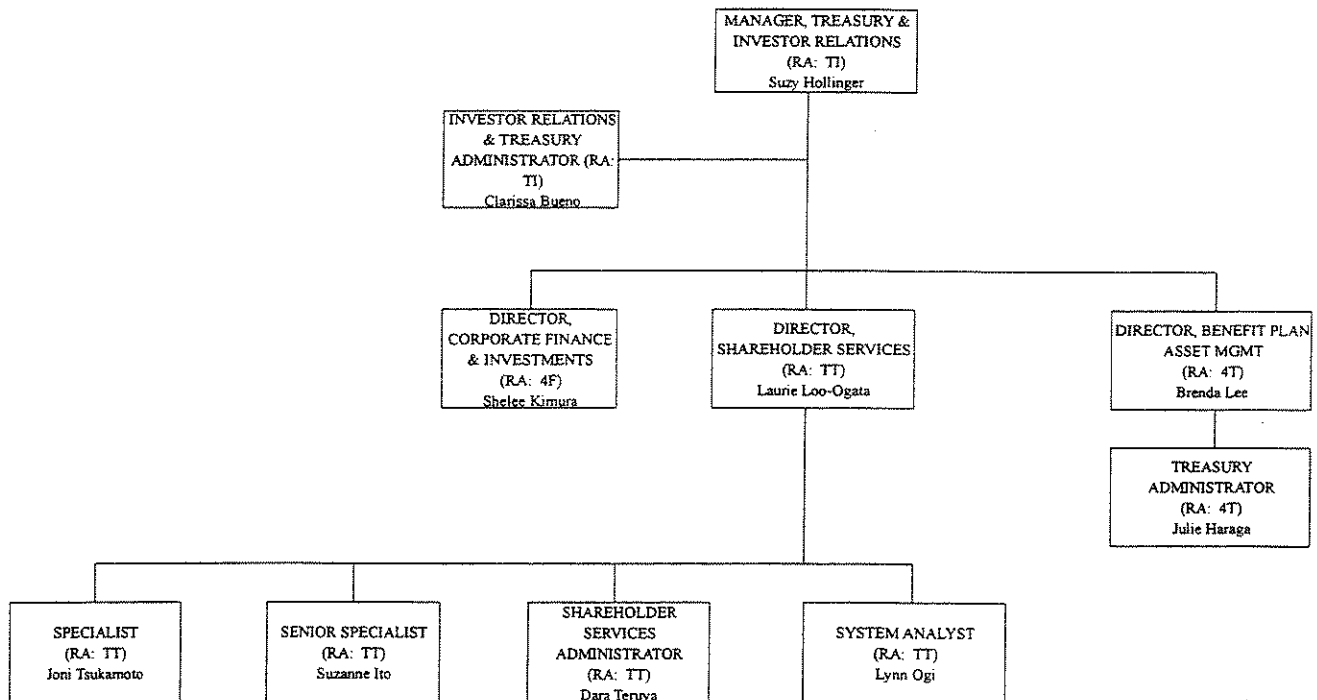 MANAGER, TREASURY &
INVESTOR RELATIONS
(RA: TI)
Suzy Hollinger
INVESTOR RELATIONS
& TREASURY
ADMINISTRATOR (RA:
TI)
Clarissa Bueno
DIRECTOR,
CORPORATE FINANCE
& INVESTMENTS
(RA: 4F)
Shelee Kimura
DIRECTOR,
SHAREHOLDER SERVICES
(RA: TT)
Laurie Loo-Ogata
DIRECTOR, BENEFIT PLAN
ASSET MGMT
(RA: 4T)
Brenda Lee
TREASURY
ADMINISTRATOR
(RA: 4T)
Julie Haraga
SPECIALIST
(RA: TT)
Joni Tsukamoto
SENIOR SPECIALIST
(RA: TT)
Suzanne Ito
SHAREHOLDER
SERVICES
ADMINISTRATOR
(RA: TT)
Dara Teruya
SYSTEM ANALYST
(RA: TT)
Lynn Ogi